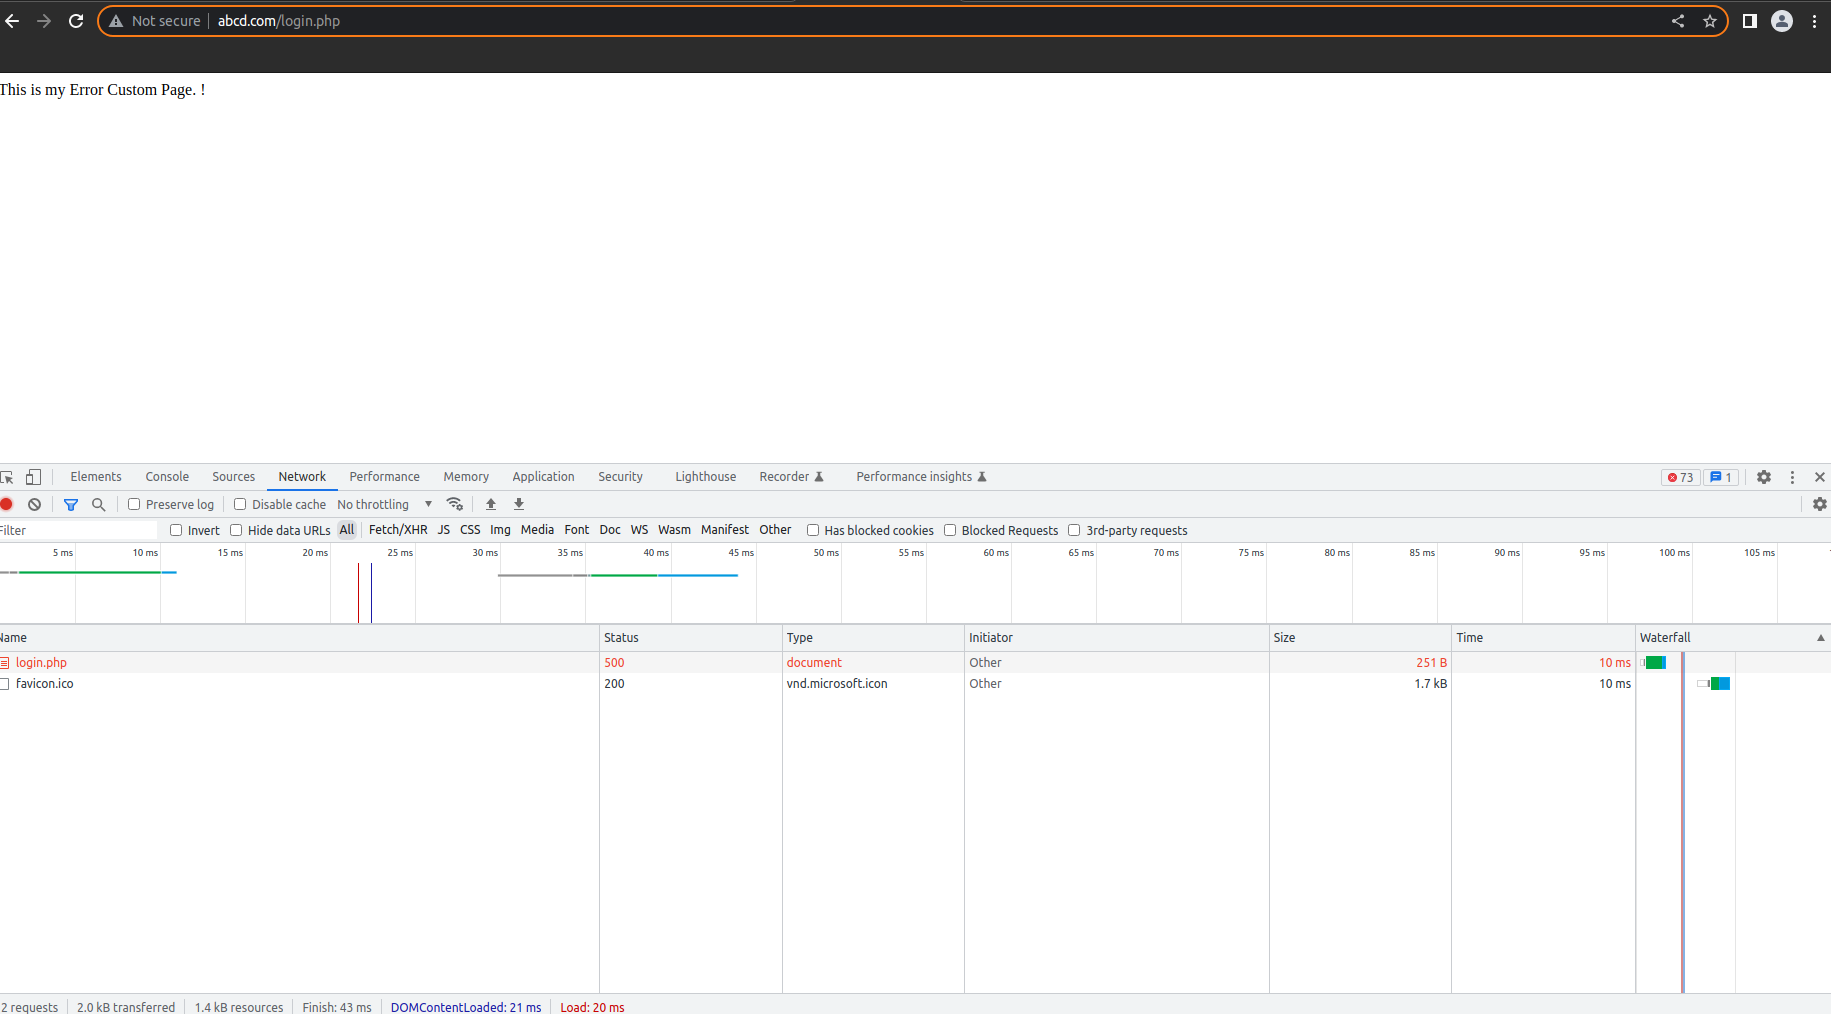 Not secure abcd.com/login.php
This is my Error Custom Page. !
Elements Console Sources Network Performance Memory Application Security Lighthouse Recorder Performance insights 73 1
Preserve log Disable cache No throttling
Filter Invert Hide data URLs All Fetch/XHR JS CSS Img Media Font Doc WS Wasm Manifest Other Has blocked cookies Blocked Requests 3rd-party requests
5 ms 10 ms 15 ms 20 ms 25 ms 30 ms 35 ms 40 ms 45 ms 50 ms 55 ms 60 ms 65 ms 70 ms 75 ms 80 ms 85 ms 90 ms 95 ms 100 ms 105 ms
Name Status Type Initiator Size Time Waterfall
login.php 500 document Other 251 B 10 ms
favicon.ico 200 vnd.microsoft.icon Other 1.7 kB 10 ms
2 requests 2.0 kB transferred 1.4 kB resources Finish: 43 ms DOMContentLoaded: 21 ms Load: 20 ms